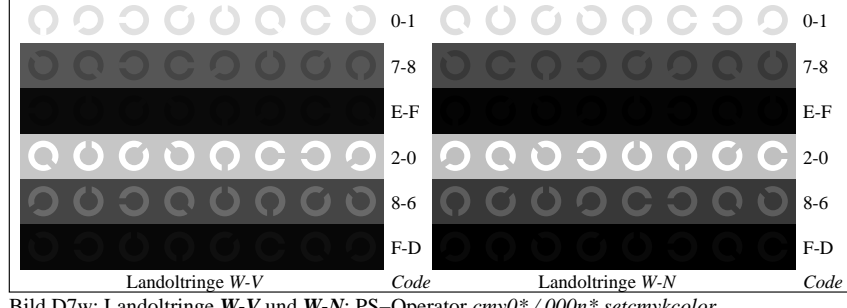 0-1 0-1
7-8 7-8
E-F E-F
2-0 2-0
8-6 8-6
F-D F-D
Landoltringe W-V Code Landoltringe W-N Code
Bild D7w: Landoltringe W-V und W-N; PS−Operator cmy0* / 000n* setcmykcolor